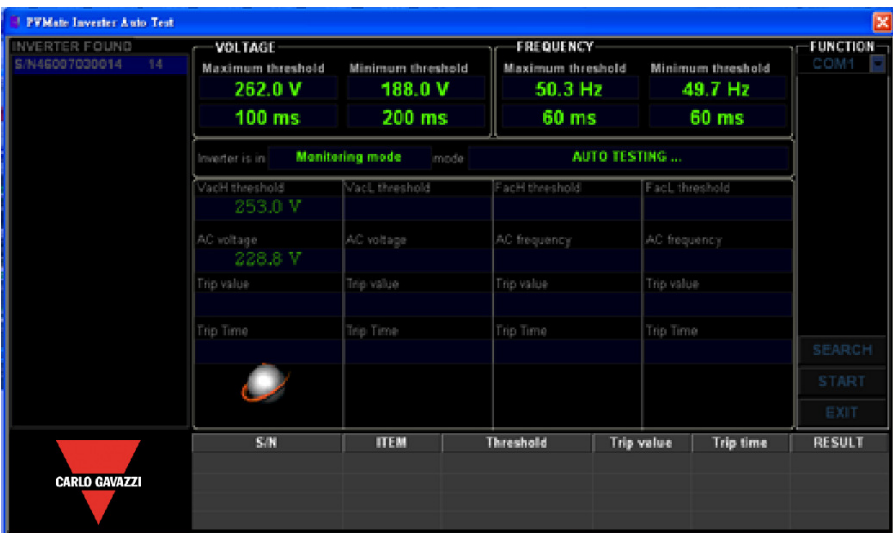 PVMate Inverter Auto Test
INVERTER FOUND
S/N46007030014 14
VOLTAGE
Maximum threshold Minimum threshold
262.0 V 188.0 V
100 ms 200 ms
FREQUENCY
Maximum threshold Minimum threshold
50.3 Hz 49.7 Hz
60 ms 60 ms
FUNCTION
COM1
Inverter is in Monitering mode mode AUTO TESTING ...
VacH threshold VacL threshold FacH threshold FacL threshold
253.0 V
AC voltage AC voltage AC frequency AC frequency
228.8 V
Trip value Trip value Trip value Trip value
Trip Time Trip Time Trip Time Trip Time
SEARCH
START
EXIT
S/N ITEM Threshold Trip value Trip time RESULT
CARLO GAVAZZI